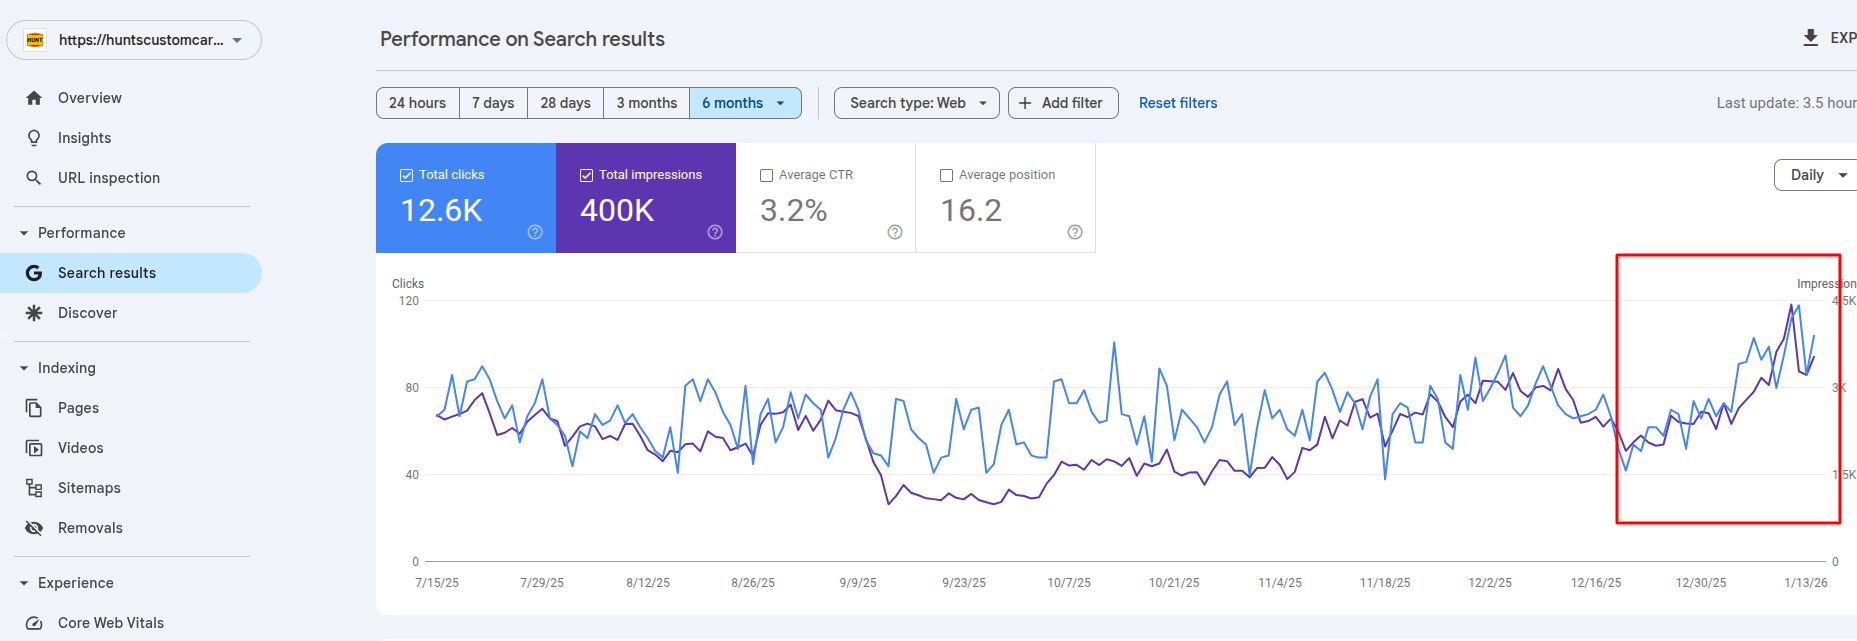 HUNT
https://huntscustomcar...
Performance on Search results
EXP
Overview
Insights
URL inspection
Performance
Search results
Discover
Indexing
Pages
Videos
Sitemaps
Removals
Experience
Core Web Vitals
24 hours 7 days 28 days 3 months 6 months
Search type: Web
Add filter
Reset filters
Last update: 3.5 hour
Total clicks
12.6K
Total impressions
400K
Average CTR
3.2%
Average position
16.2
Daily
Clicks
Impression
120
80
40
0
4.5K
3K
1.5K
0
7/15/25 7/29/25 8/12/25 8/26/25 9/9/25 9/23/25 10/7/25 10/21/25 11/4/25 11/18/25 12/2/25 12/16/25 12/30/25 1/13/26